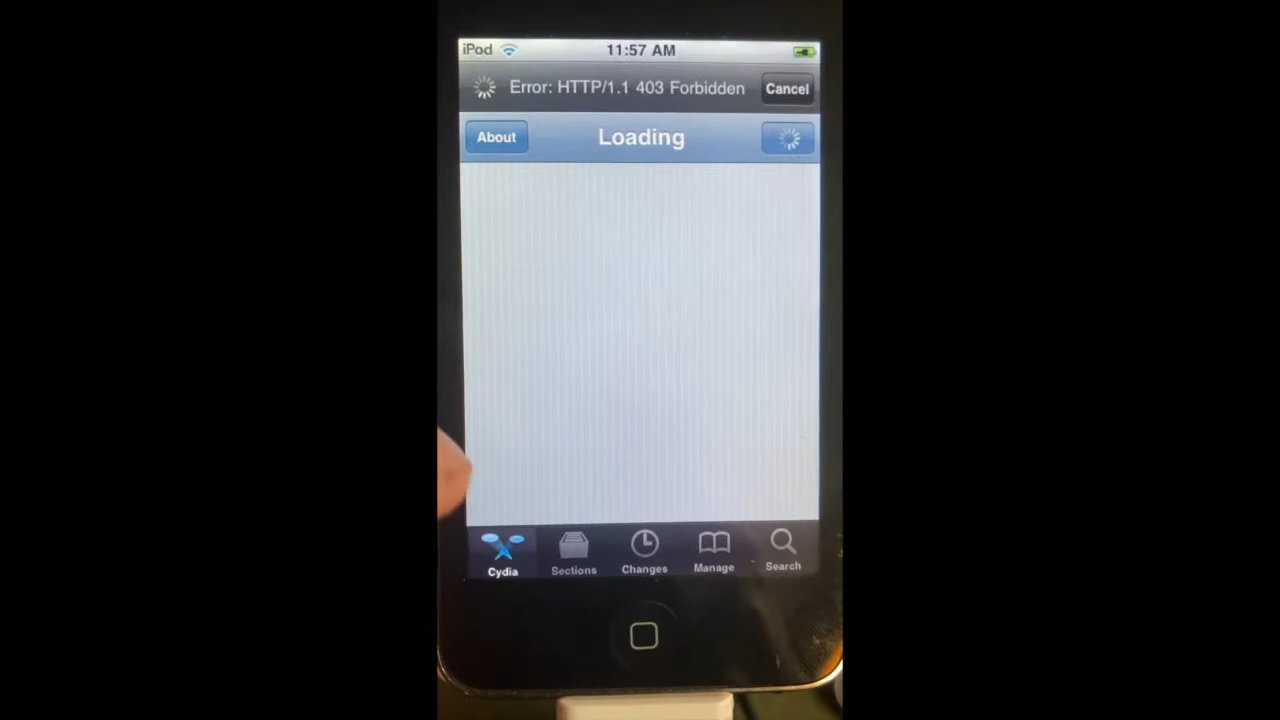 iPod 11:57 AM
Error: HTTP/1.1 403 Forbidden Cancel
About Loading
Cydia Sections Changes Manage Search